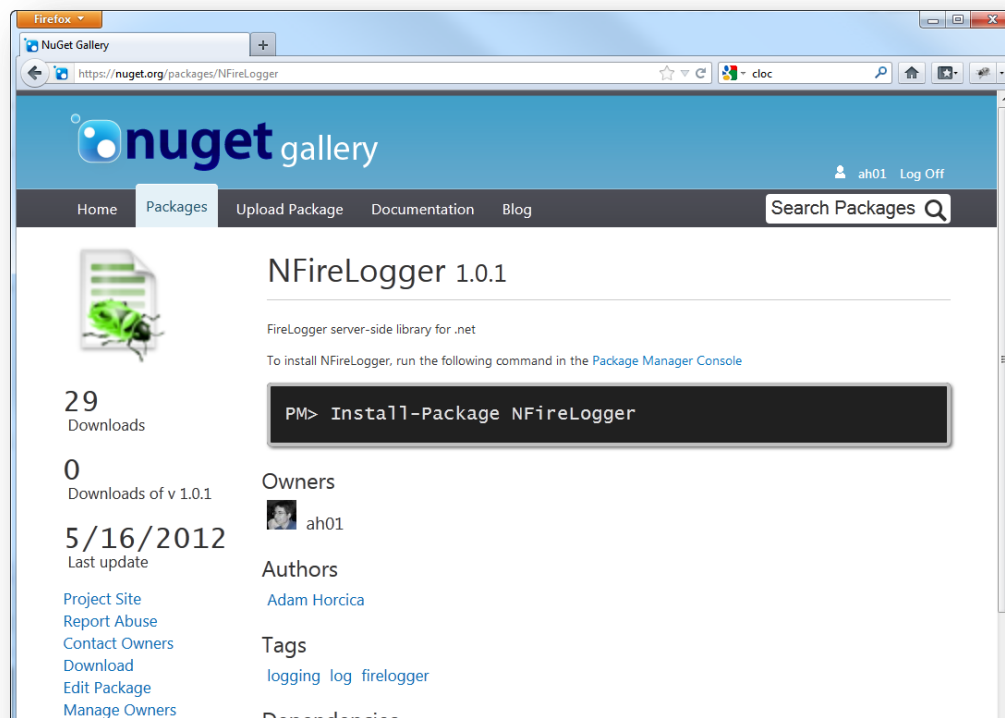 Firefox
NuGet Gallery
https://nuget.org/packages/NFireLogger
cloc
nuget gallery
ah01 Log Off
Home Packages Upload Package Documentation Blog
Search Packages
NFireLogger 1.0.1
FireLogger server-side library for .net
To install NFireLogger, run the following command in the Package Manager Console
PM> Install-Package NFireLogger
29
Downloads
0
Downloads of v 1.0.1
5/16/2012
Last update
Project Site
Report Abuse
Contact Owners
Download
Edit Package
Manage Owners
Owners
ah01
Authors
Adam Horcica
Tags
logging log firelogger
Dependencies